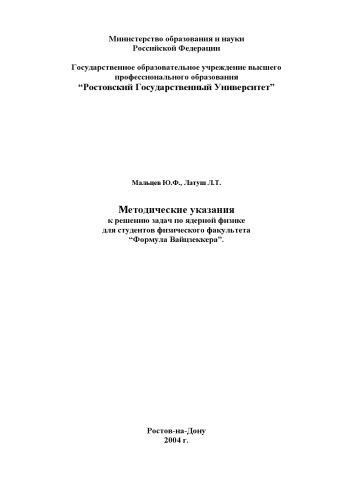 Министерство образования и науки
Российской Федерации
Государственное образовательное учреждение высшего
профессионального образования
“Ростовский Государственный Университет”
Мальцев Ю.Ф., Латуш Л.Т.
Методические указания
к решению задач по ядерной физике
для студентов физического факультета
“Формула Вайцзеккера”.
Ростов-на-Дону
2004 г.